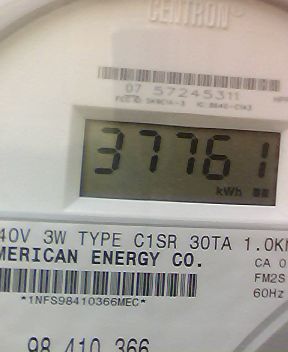 CENTRON
07 57245311
37761
kWh
40V 3W TYPE C1SR 30TA 1.0K
MERICAN ENERGY CO.
CA 0
FM2S
60Hz
*1NFS98410366MEC*
98 410 366